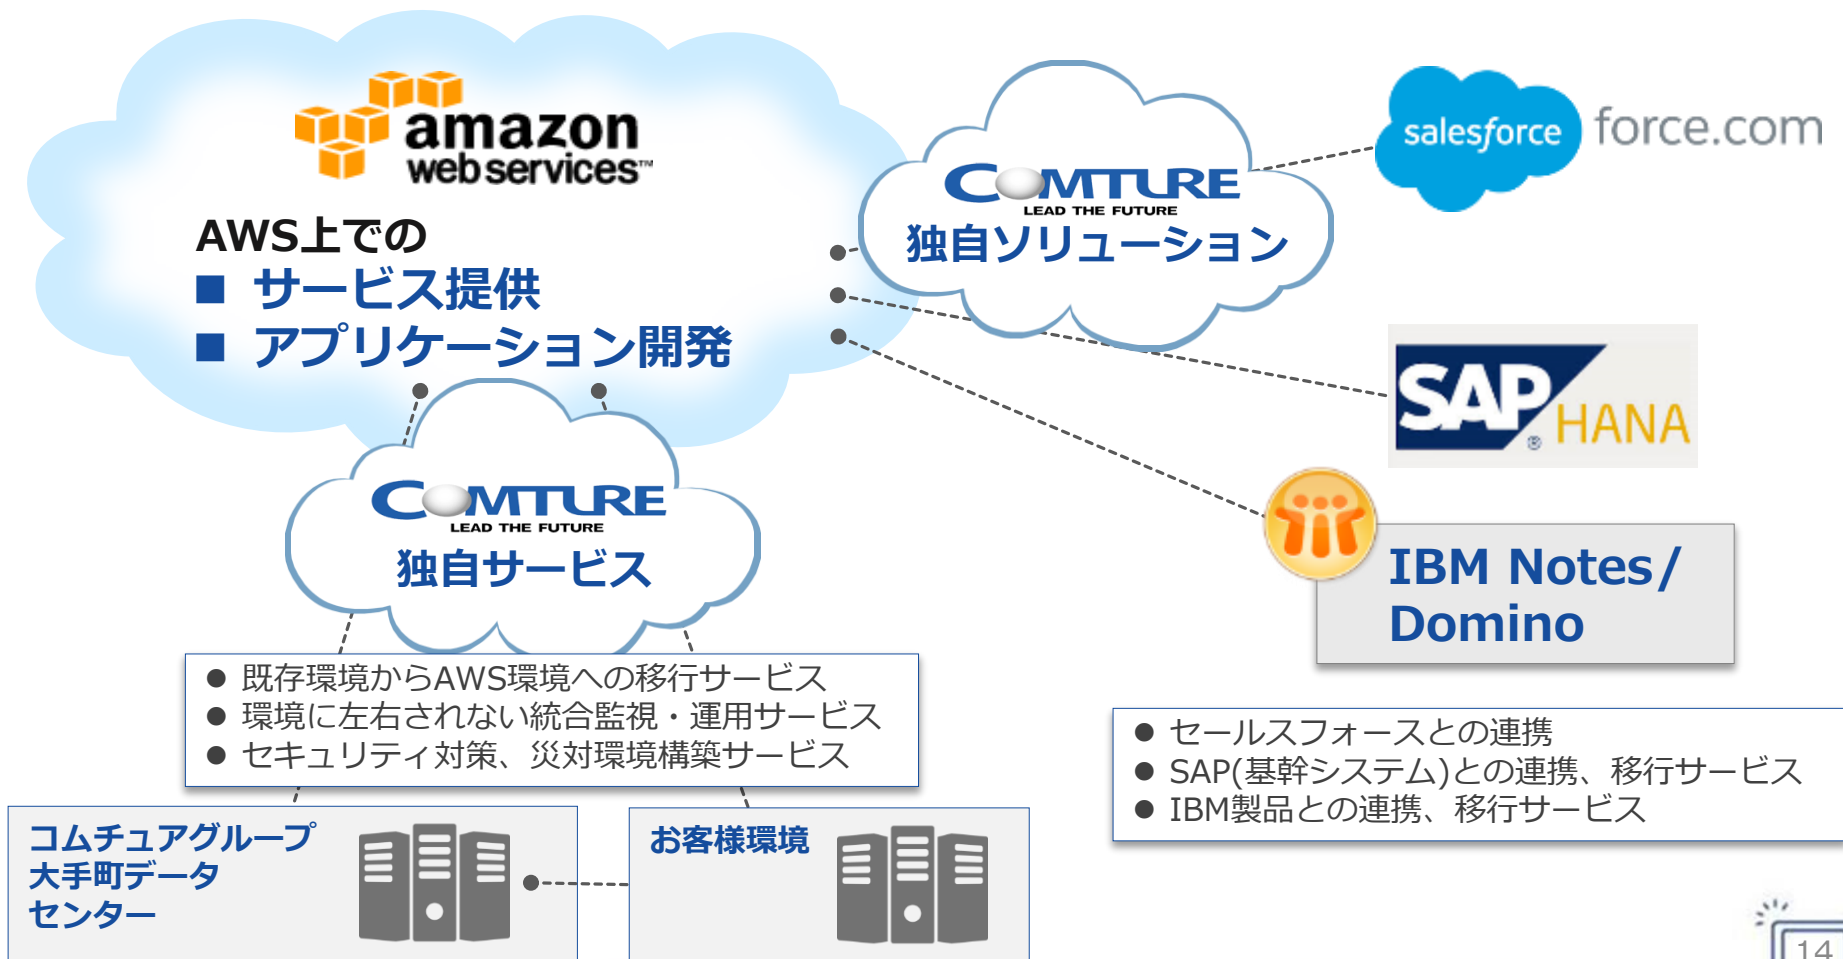 amazon
web services™
AWS上での
■ サービス提供
■ アプリケーション開発
COMTURE
LEAD THE FUTURE
独自ソリューション
salesforce
force.com
SAP
® HANA
IBM Notes/
Domino
COMTURE
LEAD THE FUTURE
独自サービス
● 既存環境からAWS環境への移行サービス
● 環境に左右されない統合監視・運用サービス
● セキュリティ対策、災対環境構築サービス
● セールスフォースとの連携
● SAP(基幹システム)との連携、移行サービス
● IBM製品との連携、移行サービス
コムチュアグループ
大手町データ
センター
お客様環境
14